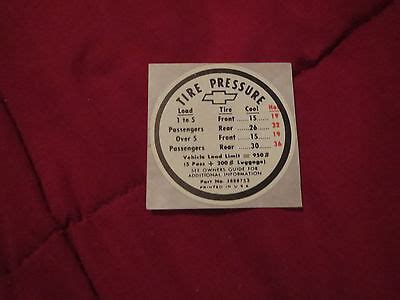 TIRE PRESSURE
Load Tire Cool Hot
1 to 5 Front ..... 15 ..... 19
Passengers Rear ..... 26 ..... 32
Over 5 Front ..... 15 ..... 19
Passengers Rear ..... 30 ..... 36
Vehicle Load Limit = 950#
(5 Pass + 200# Luggage)
SEE OWNERS GUIDE FOR
ADDITIONAL INFORMATION
Part No.
PRINTED IN U.S.A.